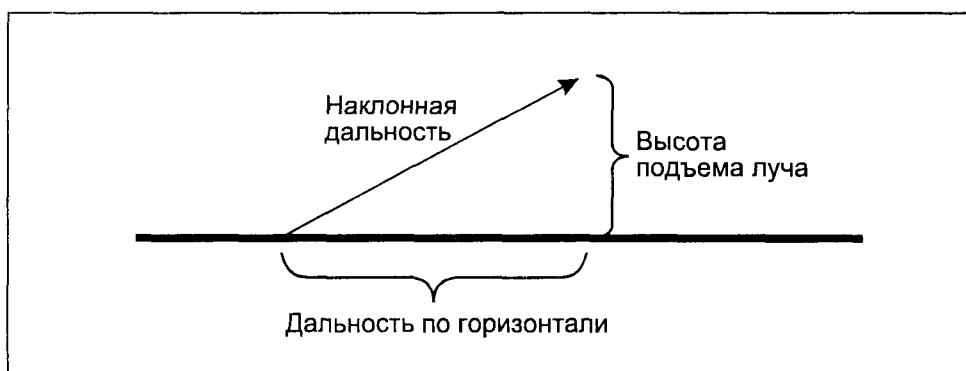 Наклонная
дальность
Высота
подъема луча
Дальность по горизонтали